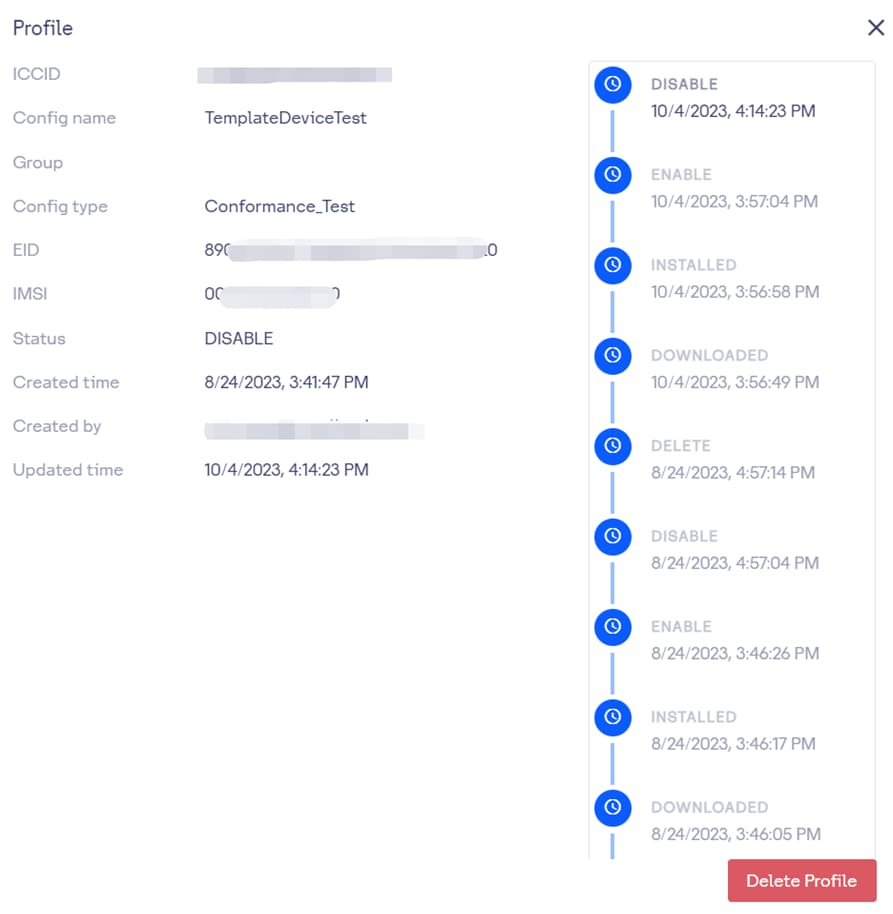 Profile
ICCID
Config name TemplateDeviceTest
Group
Config type Conformance_Test
EID 890 0
IMSI 00 0
Status DISABLE
Created time 8/24/2023, 3:41:47 PM
Created by
Updated time 10/4/2023, 4:14:23 PM
DISABLE
10/4/2023, 4:14:23 PM
ENABLE
10/4/2023, 3:57:04 PM
INSTALLED
10/4/2023, 3:56:58 PM
DOWNLOADED
10/4/2023, 3:56:49 PM
DELETE
8/24/2023, 4:57:14 PM
DISABLE
8/24/2023, 4:57:04 PM
ENABLE
8/24/2023, 3:46:26 PM
INSTALLED
8/24/2023, 3:46:17 PM
DOWNLOADED
8/24/2023, 3:46:05 PM
Delete Profile